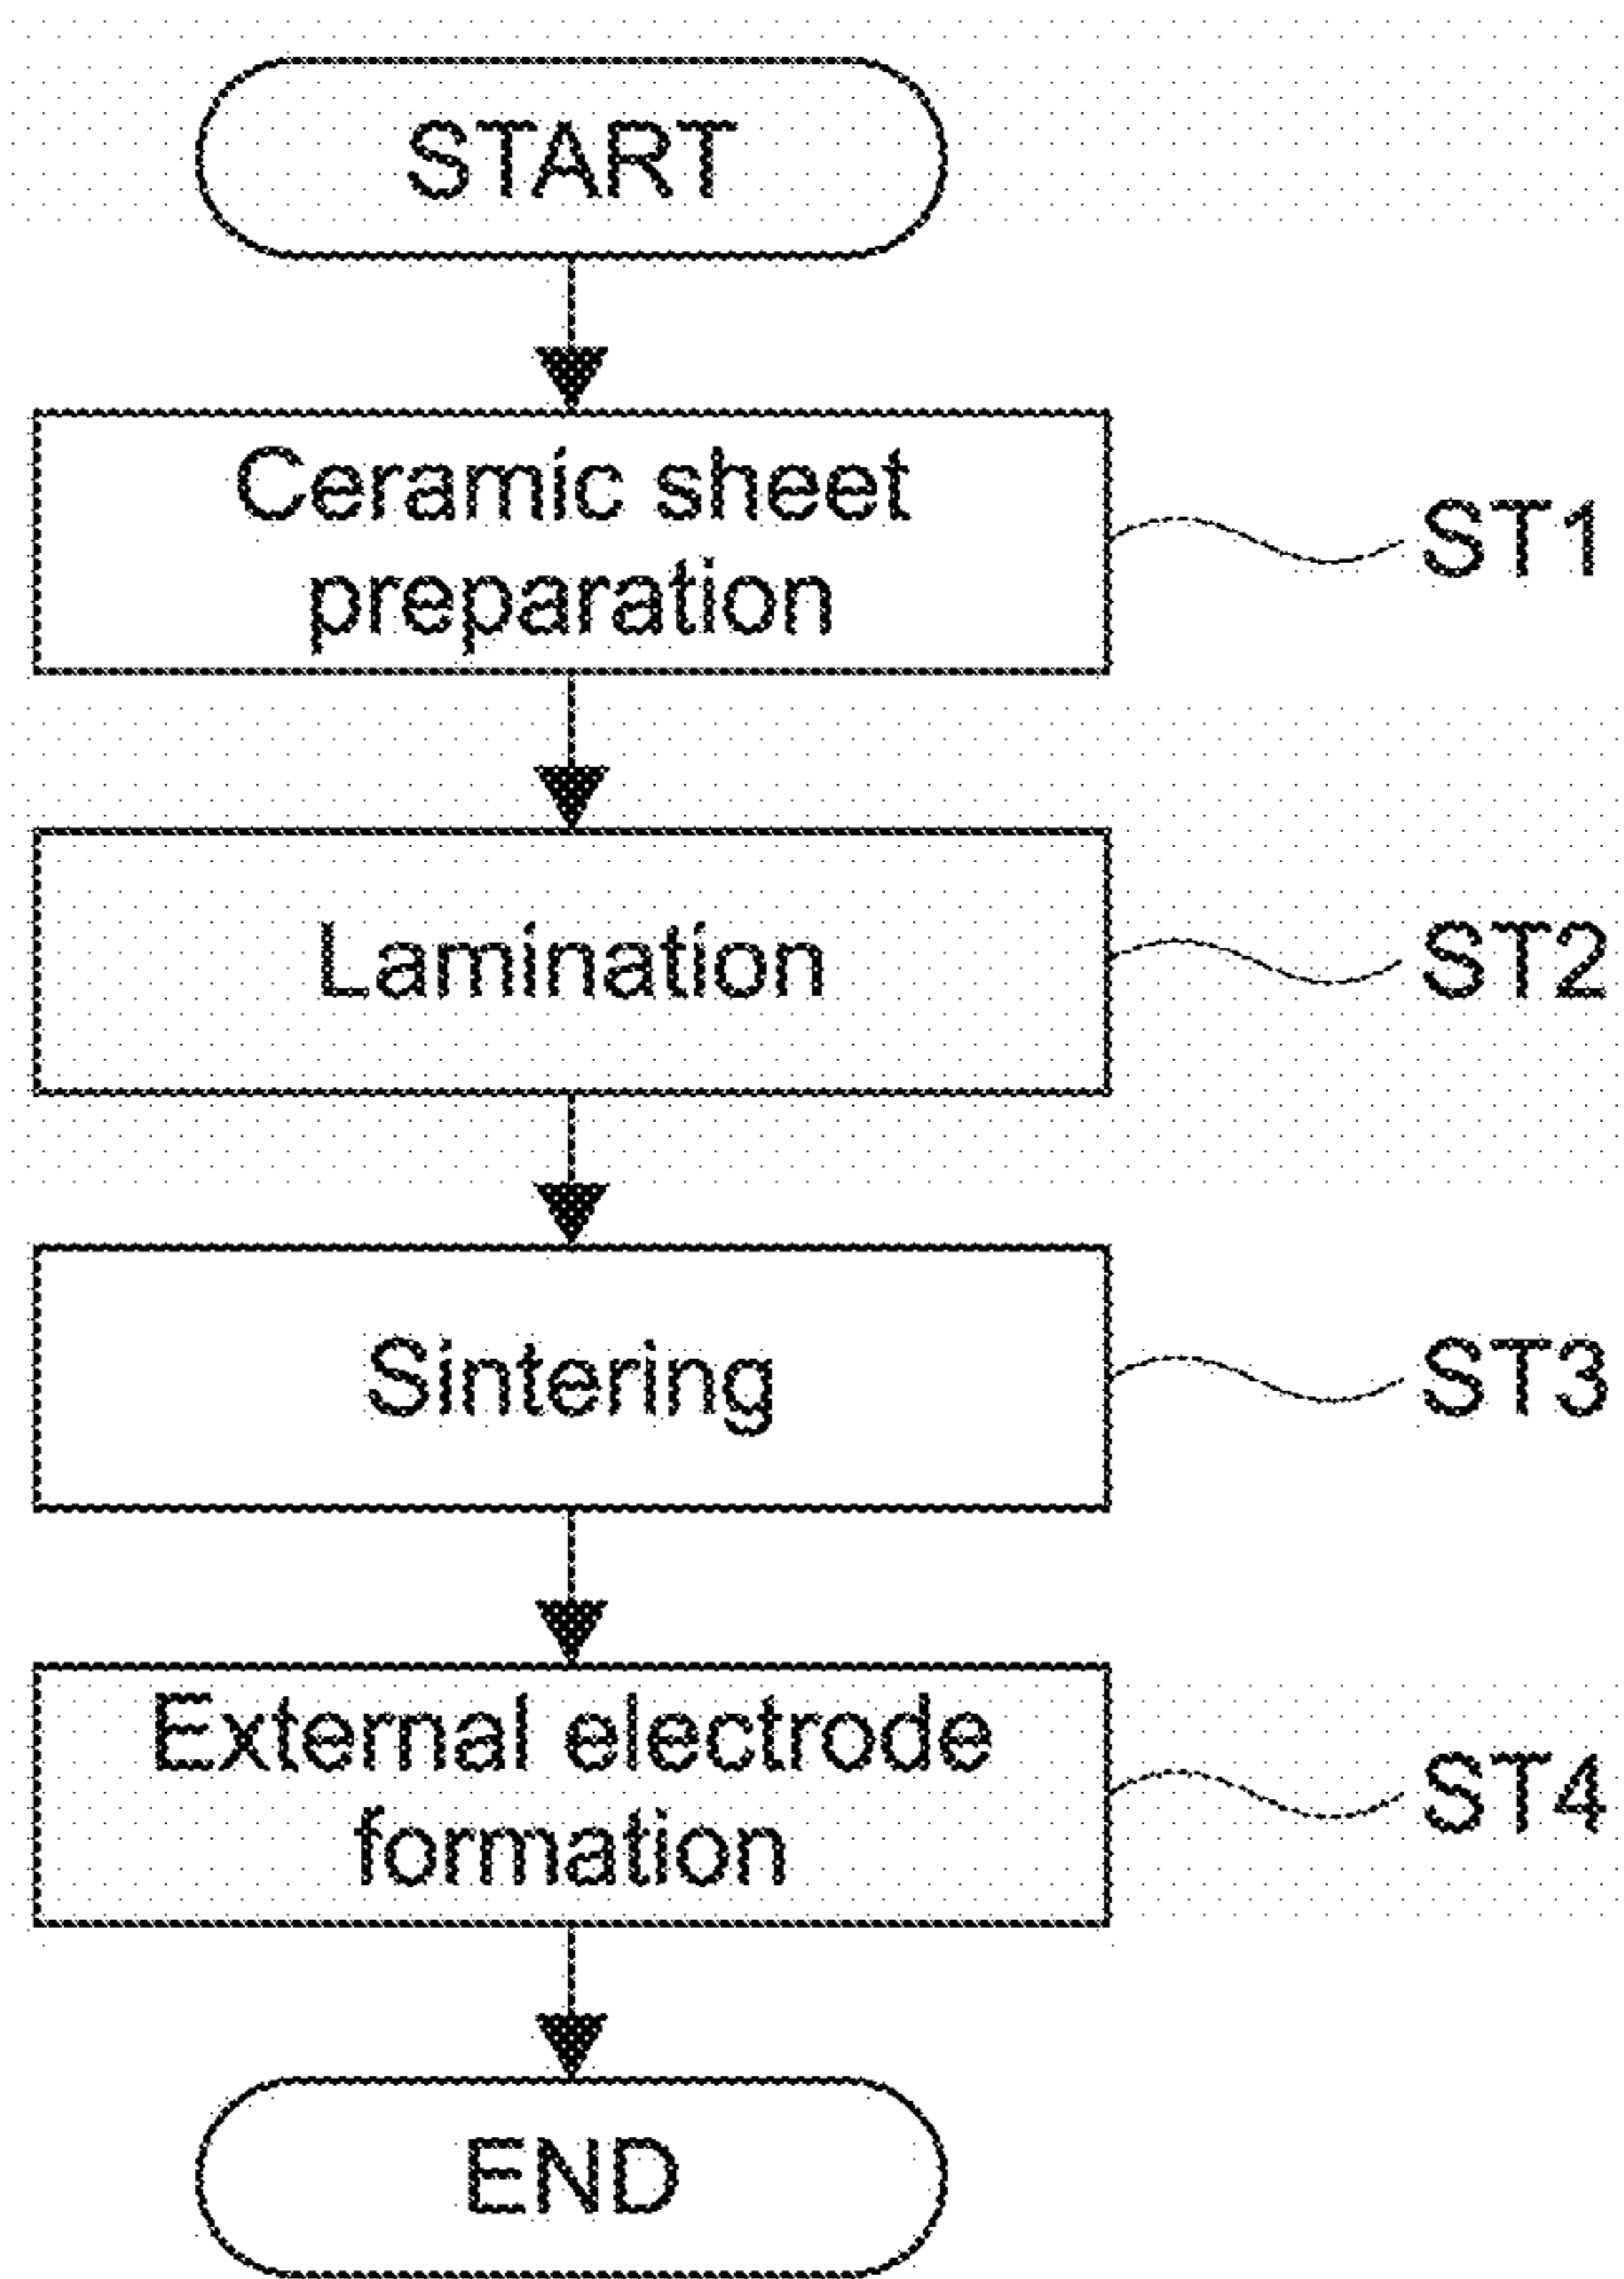 START
Ceramic sheet
preparation
ST1
Lamination
ST2
Sintering
ST3
External electrode
formation
ST4
END